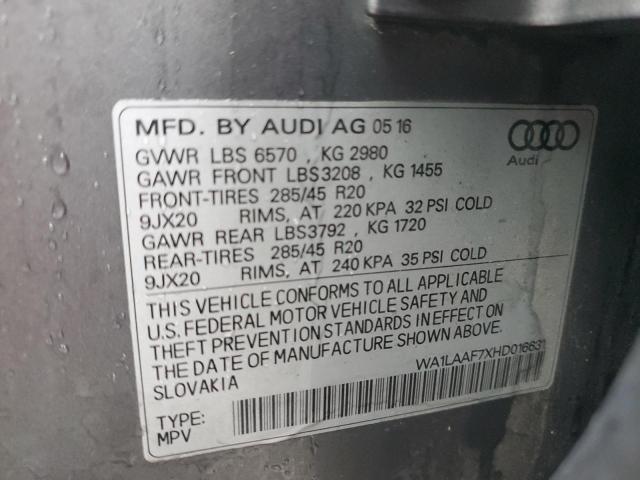 MFD. BY AUDI AG 05 16
Audi
GVWR LBS 6570 , KG 2980
GAWR FRONT LBS3208 , KG 1455
FRONT-TIRES 285/45 R20
9JX20 RIMS, AT 220 KPA 32 PSI COLD
GAWR REAR LBS3792 , KG 1720
REAR-TIRES 285/45 R20
9JX20 RIMS, AT 240 KPA 35 PSI COLD
THIS VEHICLE CONFORMS TO ALL APPLICABLE
U.S. FEDERAL MOTOR VEHICLE SAFETY AND
THEFT PREVENTION STANDARDS IN EFFECT ON
THE DATE OF MANUFACTURE SHOWN ABOVE.
SLOVAKIA
WA1LAAF7XHD016631
TYPE:
MPV